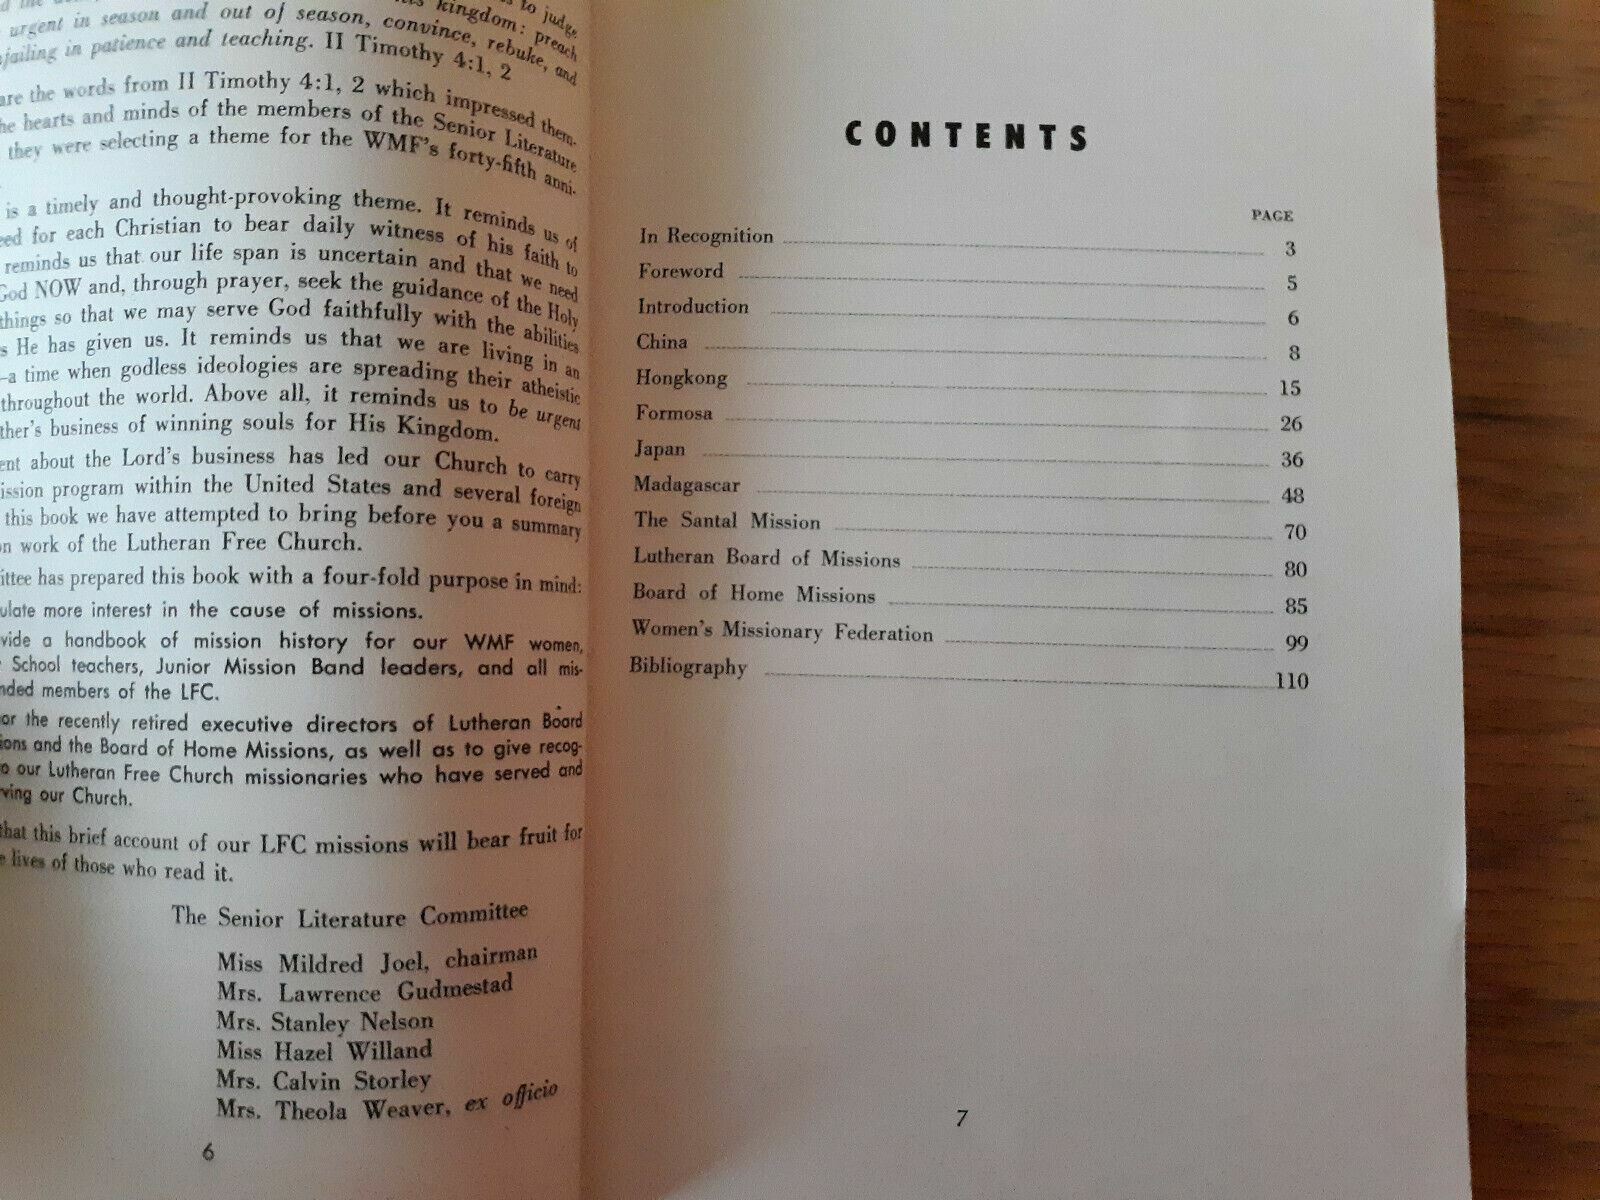 to judge
kingdom: preach
urgent in season and out of season, convince, rebuke, and
failing in patience and teaching. II Timothy 4:1, 2
are the words from II Timothy 4:1, 2 which impressed them-
hearts and minds of the members of the Senior Literature
they were selecting a theme for the WMF's forty-fifth anni-
is a timely and thought-provoking theme. It reminds us of
for each Christian to bear daily witness of his faith to
reminds us that our life span is uncertain and that we need
God NOW and, through prayer, seek the guidance of the Holy
things so that we may serve God faithfully with the abilities
He has given us. It reminds us that we are living in an
—a time when godless ideologies are spreading their atheistic
throughout the world. Above all, it reminds us to be urgent
ther's business of winning souls for His Kingdom.
ent about the Lord's business has led our Church to carry
ission program within the United States and several foreign
this book we have attempted to bring before you a summary
on work of the Lutheran Free Church.
ittee has prepared this book with a four-fold purpose in mind:
ulate more interest in the cause of missions.
vide a handbook of mission history for our WMF women,
School teachers, Junior Mission Band leaders, and all mis-
nded members of the LFC.
or the recently retired executive directors of Lutheran Board
ions and the Board of Home Missions, as well as to give recog-
o our Lutheran Free Church missionaries who have served and
ving our Church.
that this brief account of our LFC missions will bear fruit for
lives of those who read it.
The Senior Literature Committee
Miss Mildred Joel, chairman
Mrs. Lawrence Gudmestad
Mrs. Stanley Nelson
Miss Hazel Willand
Mrs. Calvin Storley
Mrs. Theola Weaver, ex officio
6
CONTENTS
PAGE
In Recognition 3
Foreword 5
Introduction 6
China 8
Hongkong 15
Formosa 26
Japan 36
Madagascar 48
The Santal Mission 70
Lutheran Board of Missions 80
Board of Home Missions 85
Women's Missionary Federation 99
Bibliography 110
7